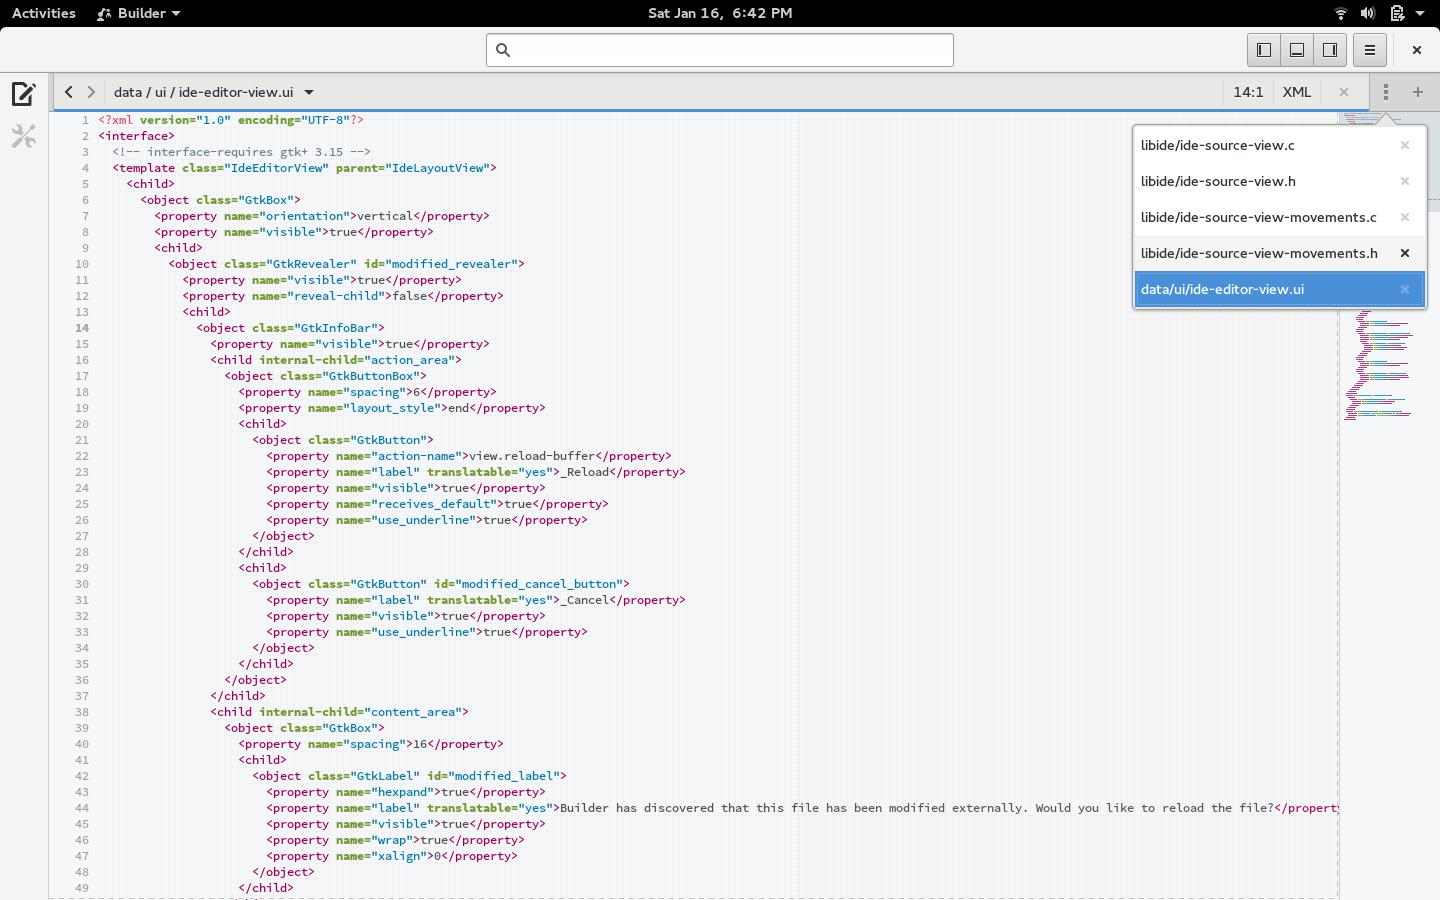 Activities Builder Sat Jan 16, 6:42 PM
data / ui / ide-editor-view.ui 14:1 XML
libide/ide-source-view.c
libide/ide-source-view.h
libide/ide-source-view-movements.c
libide/ide-source-view-movements.h
data/ui/ide-editor-view.ui
1 <?xml version="1.0" encoding="UTF-8"?>
2 <interface>
3 <!-- interface-requires gtk+ 3.15 -->
4 <template class="IdeEditorView" parent="IdeLayoutView">
5 <child>
6 <object class="GtkBox">
7 <property name="orientation">vertical</property>
8 <property name="visible">true</property>
9 <child>
10 <object class="GtkRevealer" id="modified_revealer">
11 <property name="visible">true</property>
12 <property name="reveal-child">false</property>
13 <child>
14 <object class="GtkInfoBar">
15 <property name="visible">true</property>
16 <child internal-child="action_area">
17 <object class="GtkButtonBox">
18 <property name="spacing">6</property>
19 <property name="layout_style">end</property>
20 <child>
21 <object class="GtkButton">
22 <property name="action-name">view.reload-buffer</property>
23 <property name="label" translatable="yes">_Reload</property>
24 <property name="visible">true</property>
25 <property name="receives_default">true</property>
26 <property name="use_underline">true</property>
27 </object>
28 </child>
29 <child>
30 <object class="GtkButton" id="modified_cancel_button">
31 <property name="label" translatable="yes">_Cancel</property>
32 <property name="visible">true</property>
33 <property name="use_underline">true</property>
34 </object>
35 </child>
36 </object>
37 </child>
38 <child internal-child="content_area">
39 <object class="GtkBox">
40 <property name="spacing">16</property>
41 <child>
42 <object class="GtkLabel" id="modified_label">
43 <property name="hexpand">true</property>
44 <property name="label" translatable="yes">Builder has discovered that this file has been modified externally. Would you like to reload the file?</property
45 <property name="visible">true</property>
46 <property name="wrap">true</property>
47 <property name="xalign">0</property>
48 </object>
49 </child>